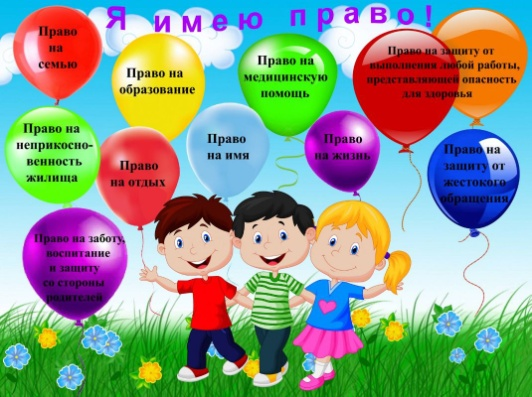 Я имею право!
Право
на
семью
Право на
образование
Право на
медицинскую
помощь
Право на защиту от
выполнения любой работы,
представляющей опасность
для здоровья
Право на
неприкосно-
венность
жилища
Право
на отдых
Право
на имя
Право
на жизнь
Право на
защиту от
жестокого
обращения
Право на заботу,
воспитание
и защиту
со стороны
родителей